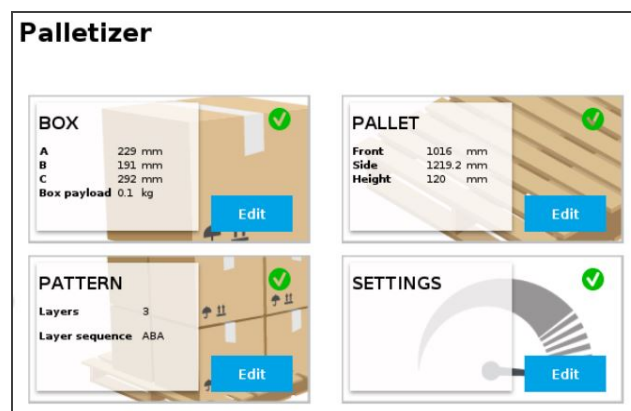 Palletizer
BOX
A 229 mm
B 191 mm
C 292 mm
Box payload 0.1 kg
Edit
PALLET
Front 1016 mm
Side 1219.2 mm
Height 120 mm
Edit
PATTERN
Layers 3
Layer sequence ABA
Edit
SETTINGS
Edit